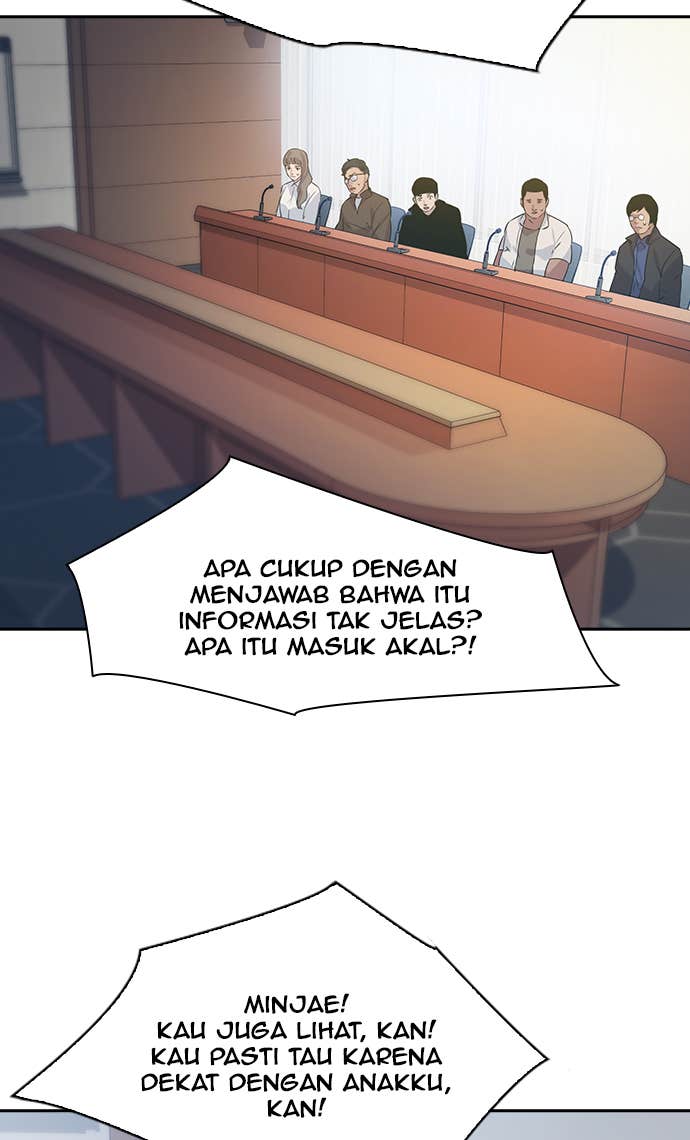 APA CUKUP DENGAN
MENJAWAB BAHWA ITU
INFORMASI TAK JELAS?
APA ITU MASUK AKAL?!
MINJAE!
KAU JUGA LIHAT, KAN!
KAU PASTI TAU KARENA
DEKAT DENGAN ANAKKU,
KAN!